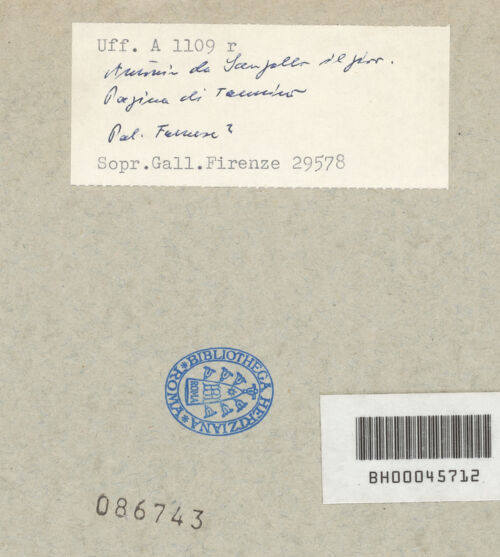 Uff. A 1109 r
Antonio da Sangallo il giov.
Pagina di taccuino
Pal. Farnese?
Sopr.Gall.Firenze 29578
BIBLIOTHECA HERTZIANA ROMA
ROMA
BH00045712
086743